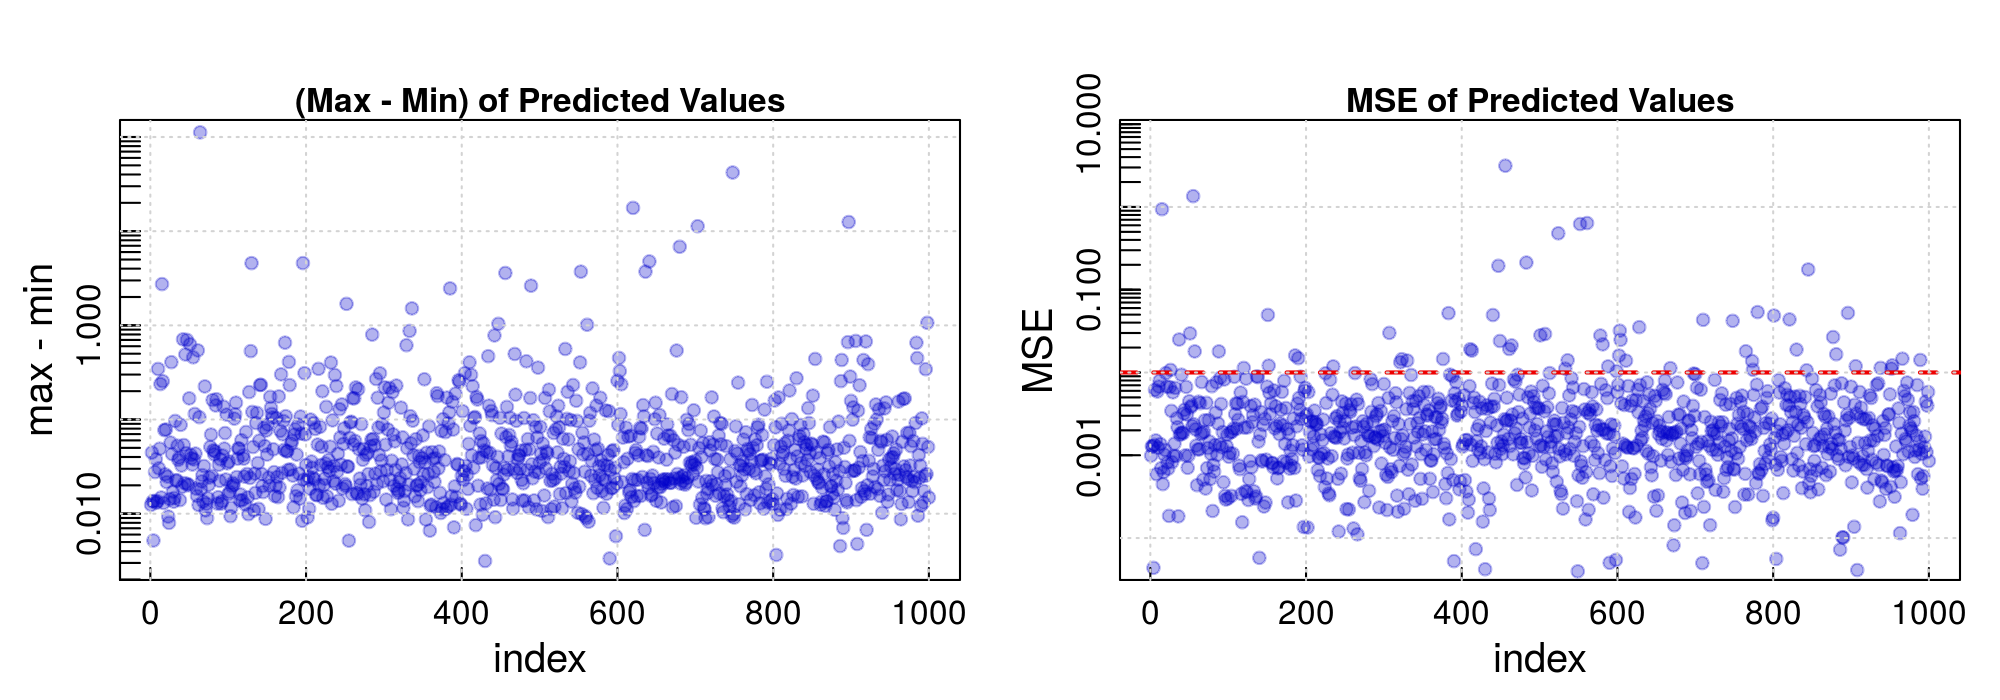 (Max - Min) of Predicted Values
max - min
1.000
0.010
0 200 400 600 800 1000
index
MSE of Predicted Values
MSE
10.000
0.100
0.001
0 200 400 600 800 1000
index